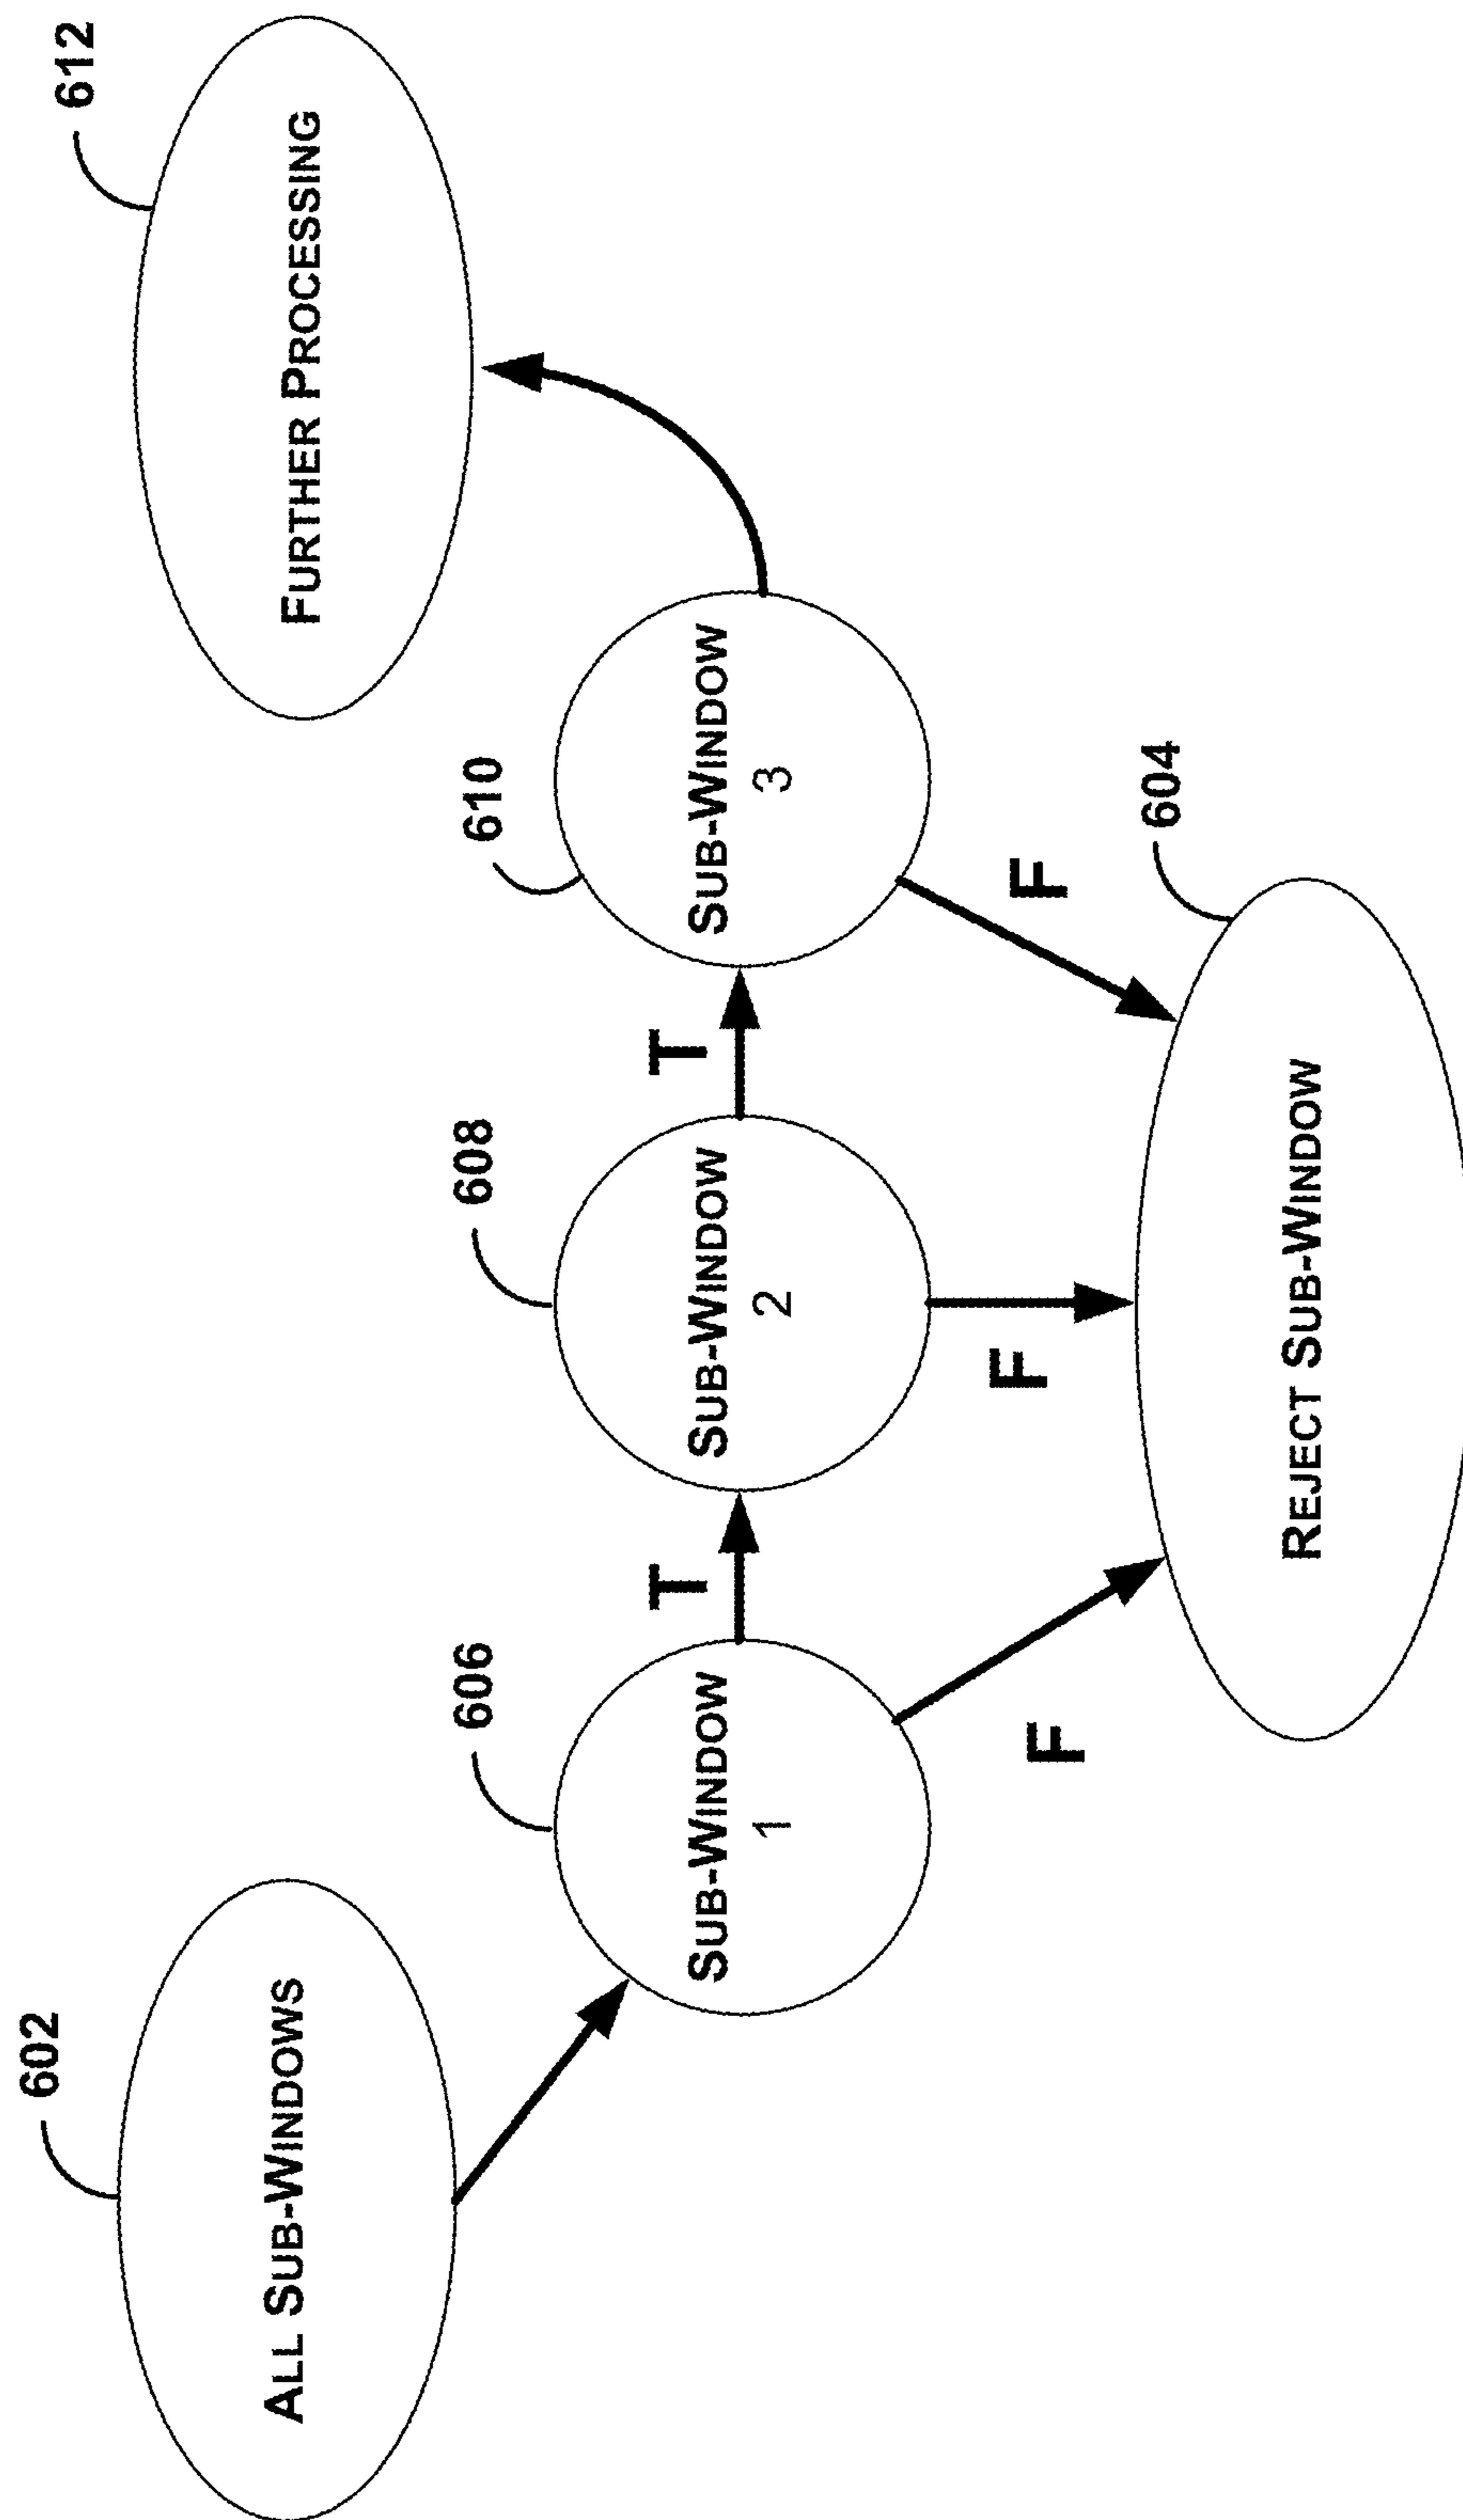 602
ALL SUB-WINDOWS
606
SUB-WINDOW
1
T
F
608
SUB-WINDOW
2
T
F
610
SUB-WINDOW
3
F
604
REJECT SUB-WINDOW
612
FURTHER PROCESSING